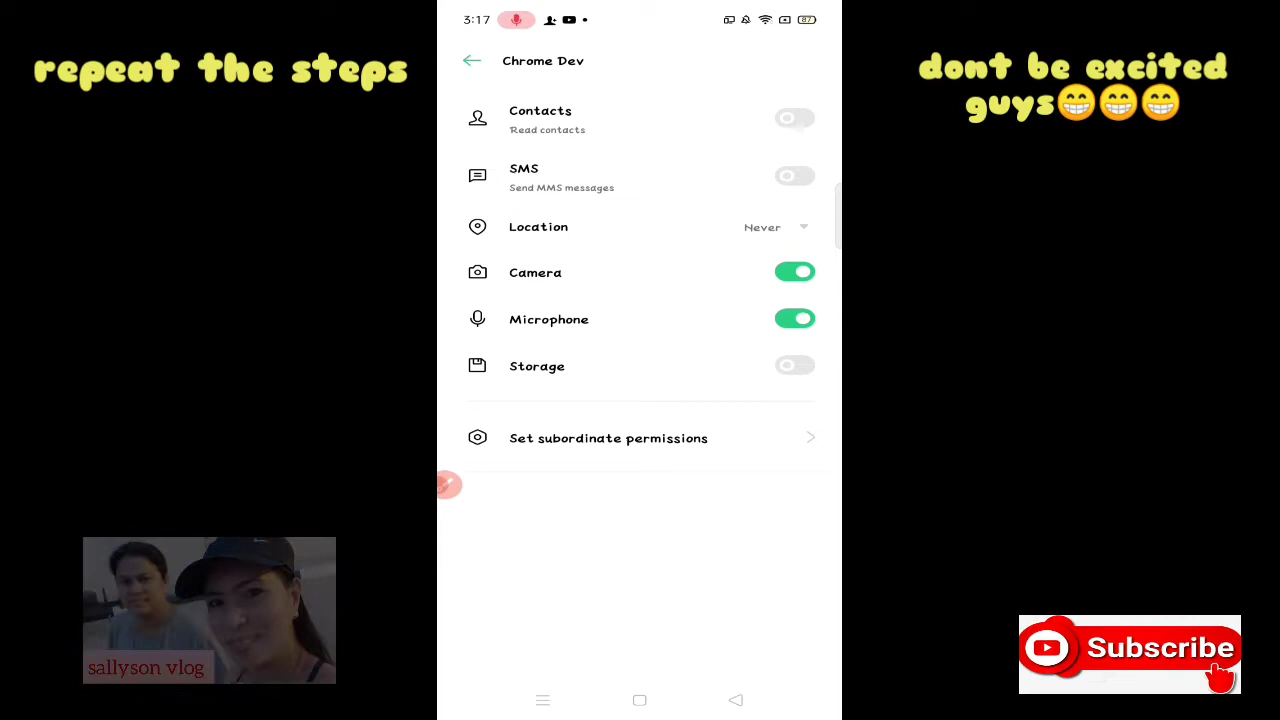 repeat the steps
dont be excited
guys😁😁😁
3:17
87
Chrome Dev
Contacts
Read contacts
SMS
Send MMS messages
Location
Never
Camera
Microphone
Storage
Set subordinate permissions
sallyson vlog
Subscribe